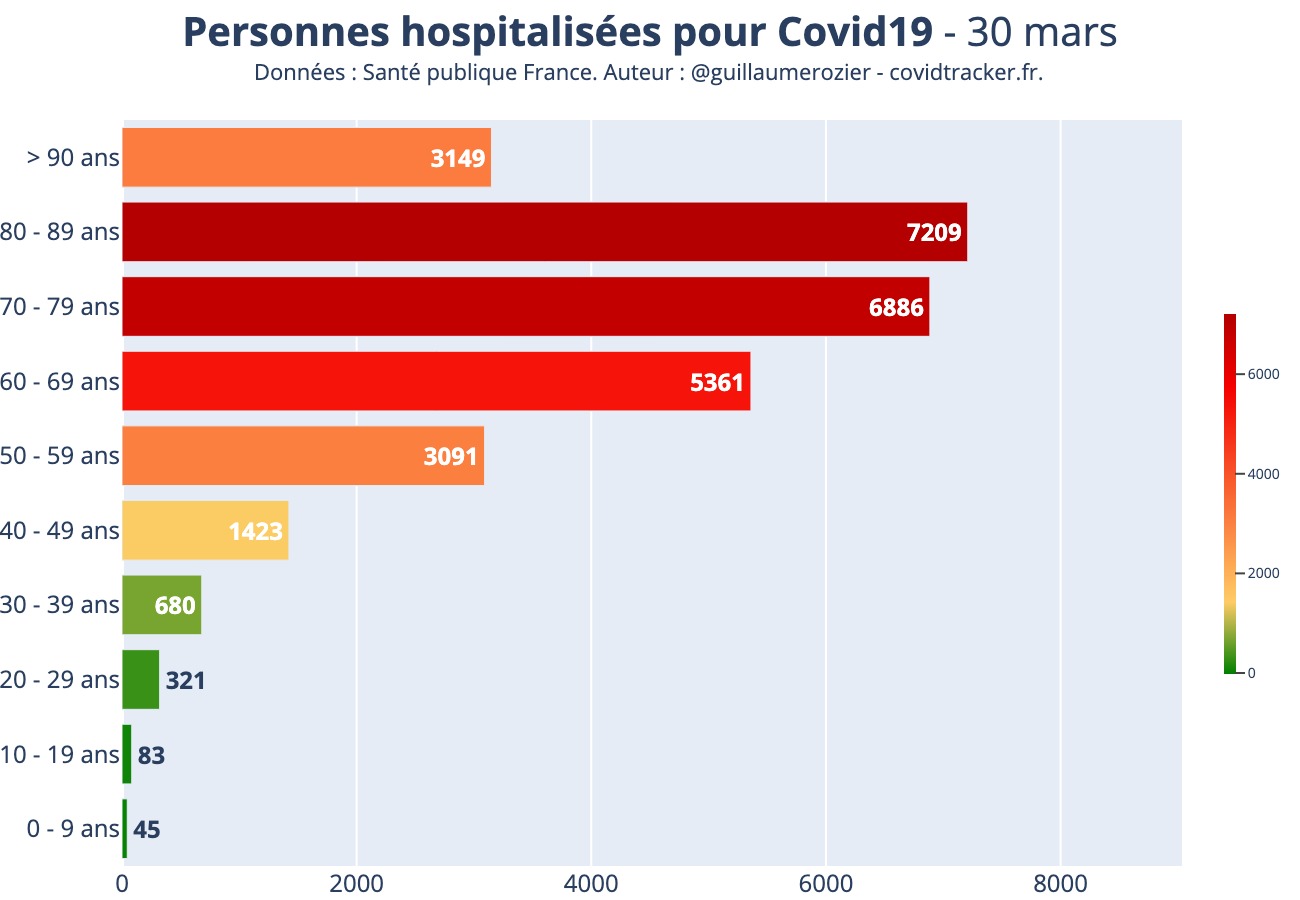 Personnes hospitalisées pour Covid19 - 30 mars
Données : Santé publique France. Auteur : @guillaumerozier - covidtracker.fr.
> 90 ans 3149
80 - 89 ans 7209
70 - 79 ans 6886
60 - 69 ans 5361
50 - 59 ans 3091
40 - 49 ans 1423
30 - 39 ans 680
20 - 29 ans 321
10 - 19 ans 83
0 - 9 ans 45
0 2000 4000 6000 8000
6000
4000
2000
0